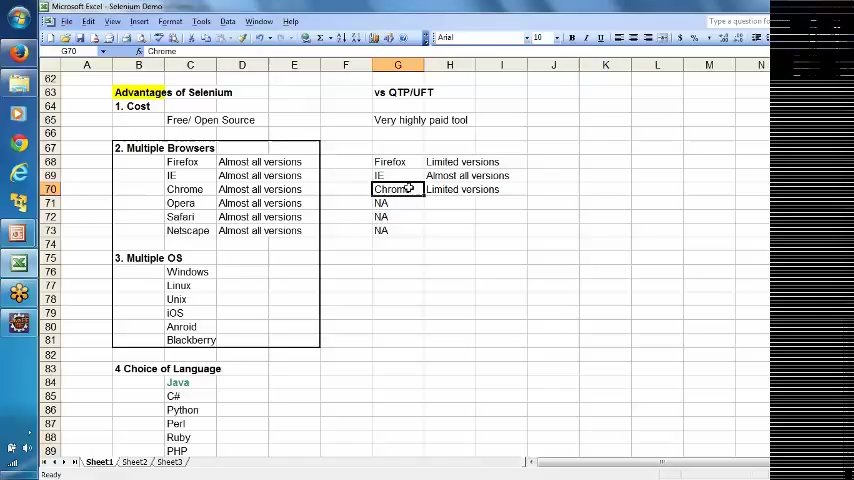 Microsoft Excel - Selenium Demo
File Edit View Insert Format Tools Data Window Help
Type a question
Arial 10 B I U
G70 Chrome
A B C D E F G H I J K L M N
62
63 Advantages of Selenium vs QTP/UFT
64 1. Cost
65 Free/ Open Source Very highly paid tool
66
67 2. Multiple Browsers
68 Firefox Almost all versions Firefox Limited versions
69 IE Almost all versions IE Almost all versions
70 Chrome Almost all versions Chrome Limited versions
71 Opera Almost all versions NA
72 Safari Almost all versions NA
73 Netscape Almost all versions NA
74
75 3. Multiple OS
76 Windows
77 Linux
78 Unix
79 iOS
80 Anroid
81 Blackberry
82
83 4 Choice of Language
84 Java
85 C#
86 Python
87 Perl
88 Ruby
89 PHP
Sheet1 Sheet2 Sheet3
Ready